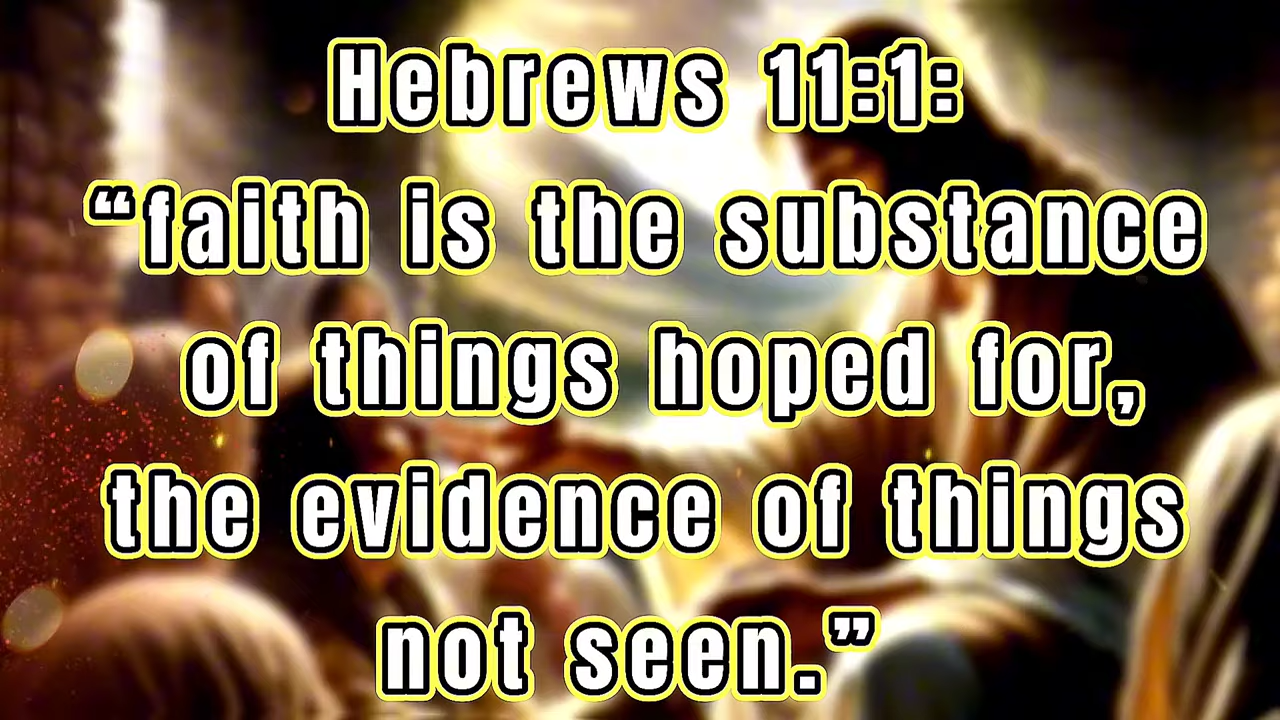 Hebrews 11:1:
“faith is the substance
of things hoped for,
the evidence of things
not seen.”